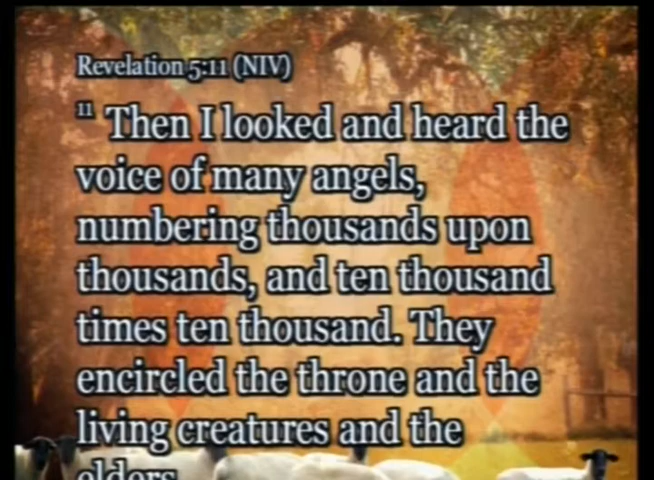 Revelation 5:11 (NIV)
11 Then I looked and heard the
voice of many angels,
numbering thousands upon
thousands, and ten thousand
times ten thousand. They
encircled the throne and the
living creatures and the
elders